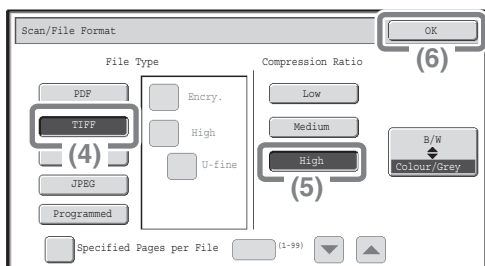 Scan/File Format
OK
(6)
File Type
Compression Ratio
PDF
Encry.
Low
TIFF
High
Medium
B/W
(4)
U-fine
High
Colour/Grey
(5)
JPEG
Programmed
Specified Pages per File
(1-99)